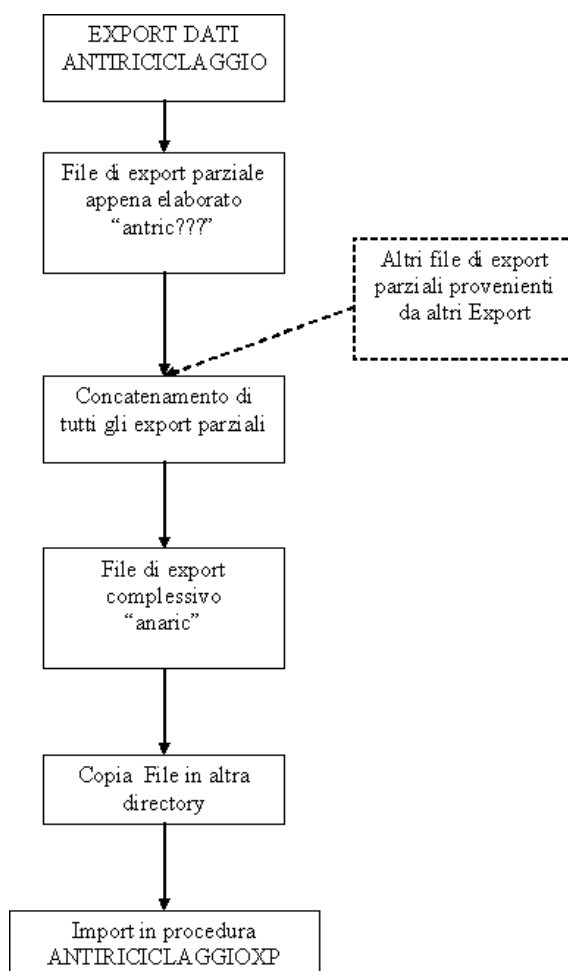 EXPORT DATI
ANTIRICICLAGGIO
File di export parziale
appena elaborato
“antric???”
Altri file di export
parziali provenienti
da altri Export
Concatenamento di
tutti gli export parziali
File di export
complessivo
“anaric”
Copia File in altra
directory
Import in procedura
ANTIRICICLAGGIOXP